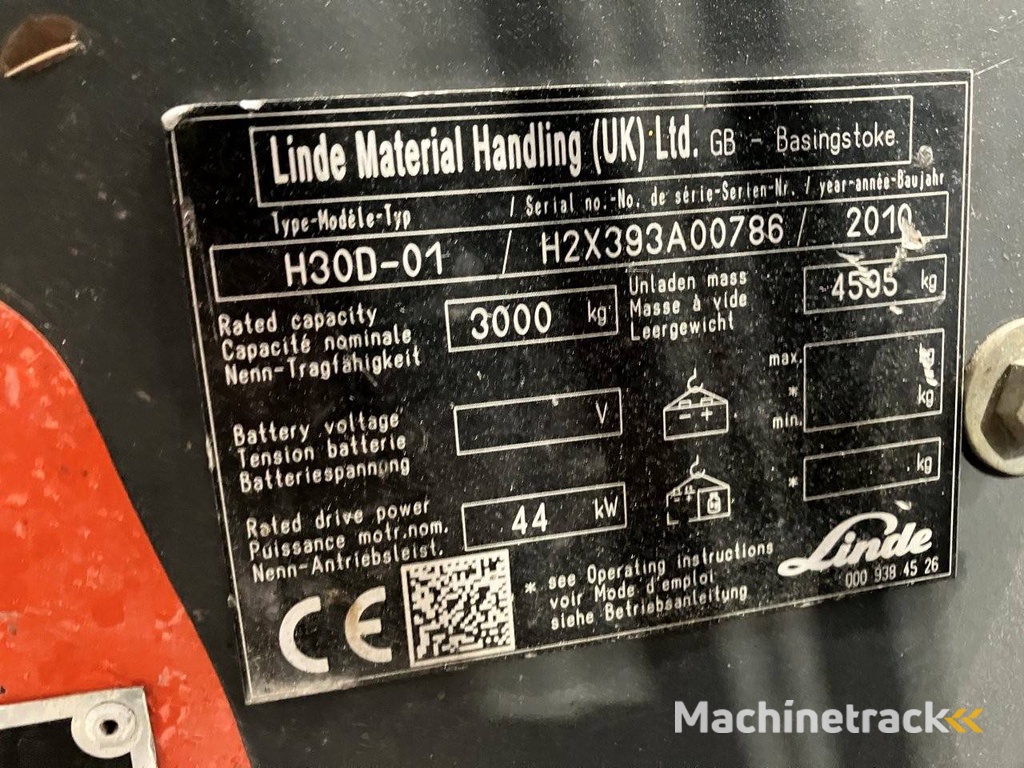 Linde Material Handling (UK) Ltd. GB - Basingstoke
Type-Modèle-Typ / Serial no.-No. de série-Serien-Nr. / year-année-Baujahr
H30D-01 / H2X393A00786 / 2010
Rated capacity
Capacité nominale
Nenn-Tragfähigkeit
3000 kg
Unladen mass
Masse à vide
Leergewicht
4595 kg
max. kg
*
min. kg
Battery voltage
Tension batterie
Batteriespannung
V
- +
* kg
Rated drive power
Puissance motr.nom.
Nenn-Antriebsleist.
44 kW
CE
* see Operating instructions
voir Mode d'emploi
siehe Betriebsanleitung
Linde
000 938 45 26
Machinetrack